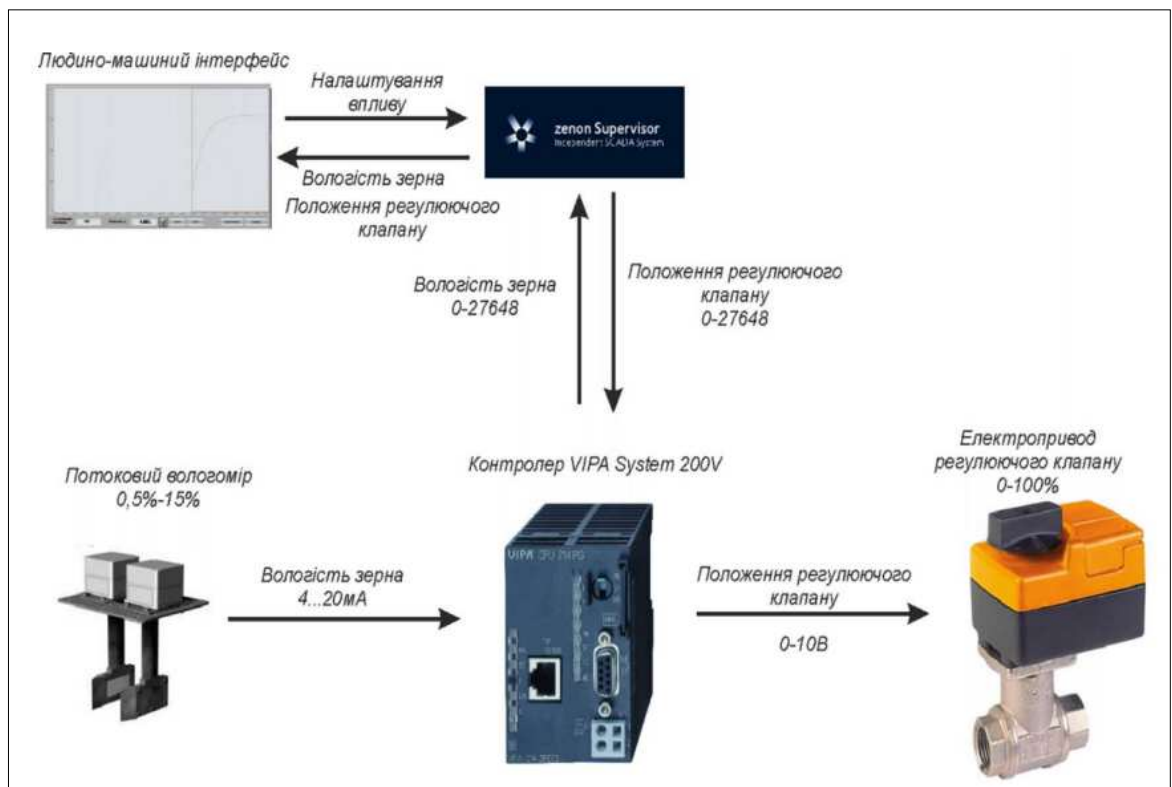 Людино-машиний інтерфейс
Налаштування
впливу
zenon Supervisor
Independent SCADA System
Вологість зерна
Положення регулюючого
клапану
Вологість зерна
0-27648
Положення регулюючого
клапану
0-27648
Потоковий вологомір
0,5%-15%
Контролер VIPA System 200V
Електропривод
регулюючого клапану
0-100%
Вологість зерна
4...20мА
VIPA CPU
Положення регулюючого
клапану
0-10В